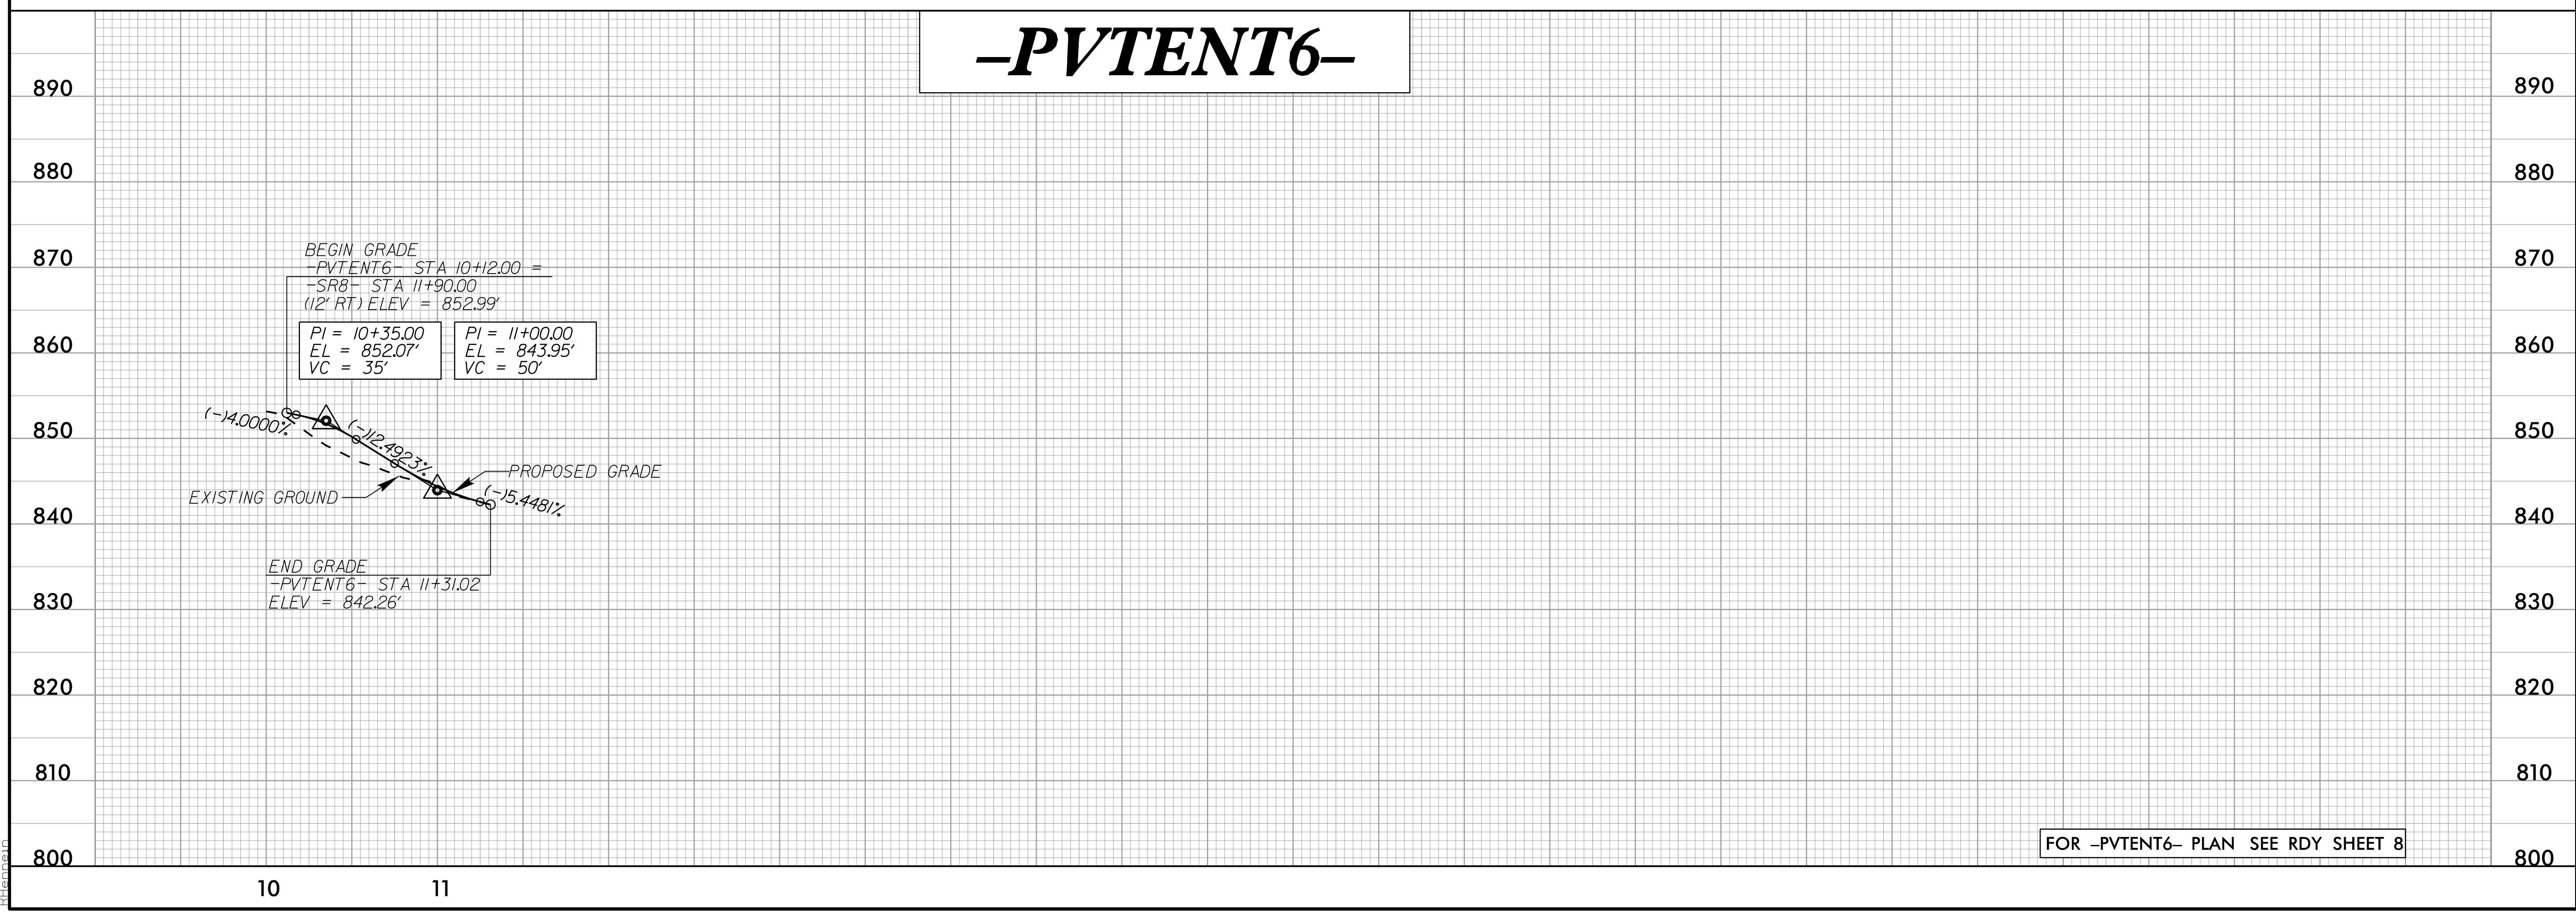 –PVTENT6–
890 890
880 880
870 870
860 860
850 850
840 840
830 830
820 820
810 810
800 800
BEGIN GRADE
-PVTENT6- STA 10+12.00 =
-SR8- STA 11+90.00
(12' RT) ELEV = 852.99'
PI = 10+35.00
EL = 852.07'
VC = 35'
PI = 11+00.00
EL = 843.95'
VC = 50'
(-)4.0000%
(-)12.4923%
(-)5.4481%
PROPOSED GRADE
EXISTING GROUND
END GRADE
-PVTENT6- STA 11+31.02
ELEV = 842.26'
FOR –PVTENT6– PLAN SEE RDY SHEET 8
10 11